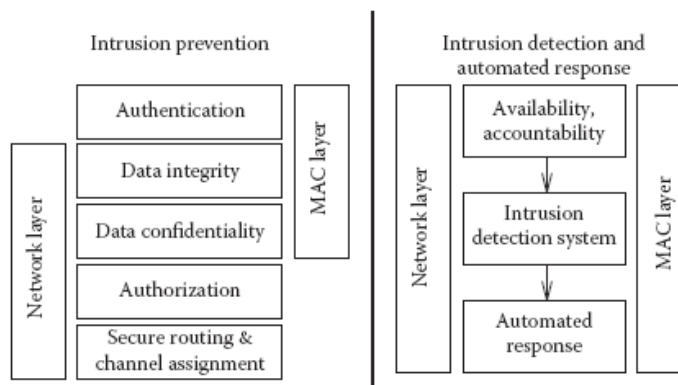 Intrusion prevention
Authentication
Data integrity
Data confidentiality
Authorization
Secure routing &
channel assignment
Network layer
MAC layer
Intrusion detection and
automated response
Network layer
Availability,
accountability
Intrusion
detection system
Automated
response
MAC layer